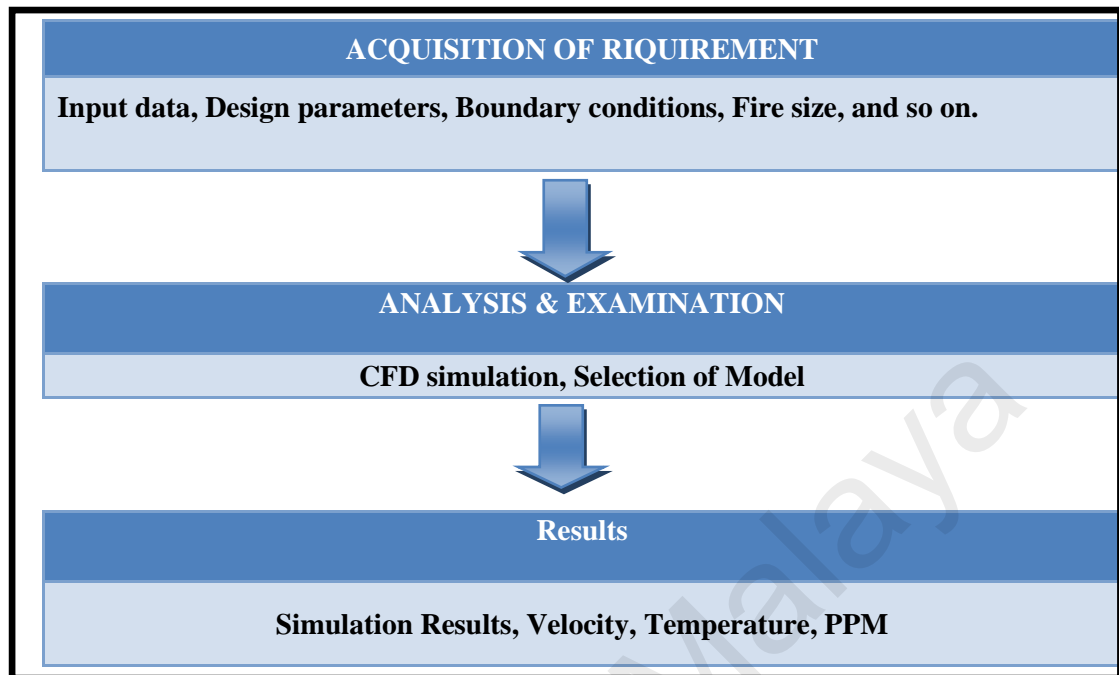 ACQUISITION OF RIQUIREMENT
Input data, Design parameters, Boundary conditions, Fire size, and so on.
ANALYSIS & EXAMINATION
CFD simulation, Selection of Model
Results
Simulation Results, Velocity, Temperature, PPM
Malaya